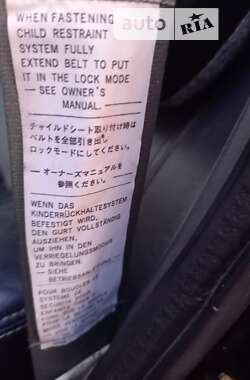 auto RIA
WHEN FASTENING
CHILD RESTRAINT
SYSTEM FULLY
EXTEND BELT TO PUT
IT IN THE LOCK MODE
— SEE OWNER'S
MANUAL.—
チャイルドシート取り付け時は
ベルトを全部引き出し
ロックモードにしてください。
— オーナーズマニュアルを
参照ください。—
WENN DAS
KINDERRÜCKHALTESYSTEM
BEFESTIGT WIRD,
DEN GURT VOLLSTÄNDIG
AUSZIEHEN,
UM IHN IN DEN
VERRIEGELUNGSMODUS
ZU BRINGEN.
— SIEHE
BETRIEBSANLEITUNG —
POUR BOUCLER LE